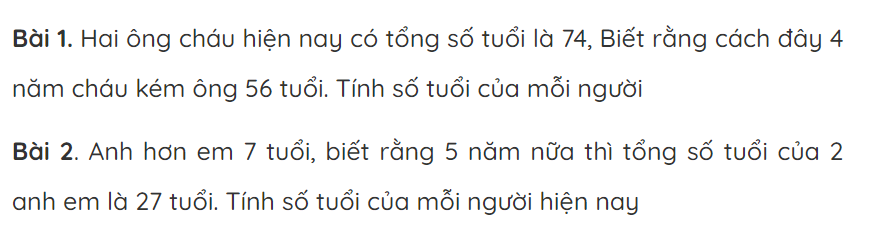 Bài 1. Hai ông cháu hiện nay có tổng số tuổi là 74, Biết rằng cách đây 4
năm cháu kém ông 56 tuổi. Tính số tuổi của mỗi người
Bài 2. Anh hơn em 7 tuổi, biết rằng 5 năm nữa thì tổng số tuổi của 2
anh em là 27 tuổi. Tính số tuổi của mỗi người hiện nay